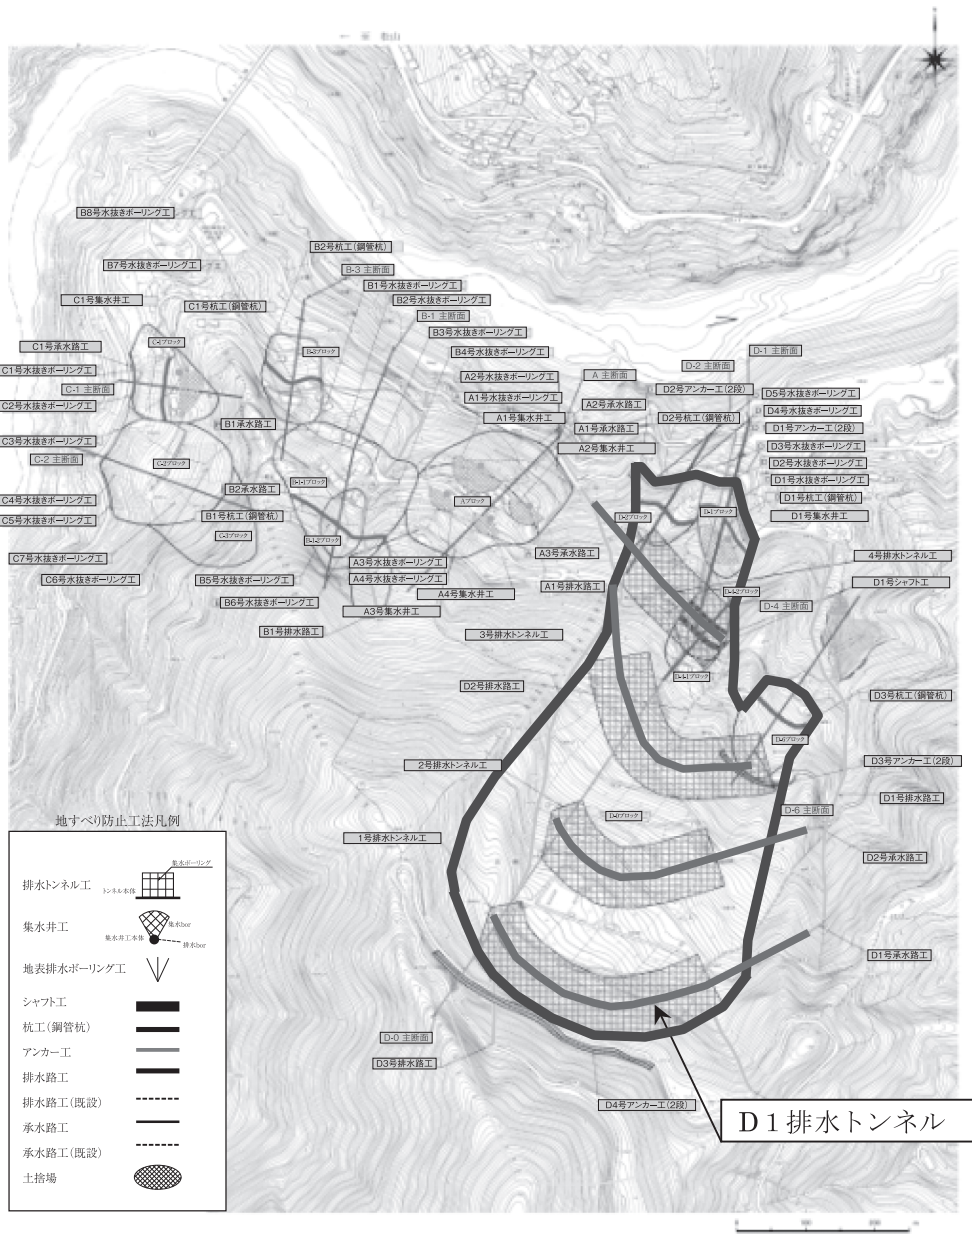 B8号水抜きボーリング工
B7号水抜きボーリング工
C1号集水井工
C1号杭工(鋼管杭)
B2号杭工(鋼管杭)
B-3 主断面
B1号水抜きボーリング工
B2号水抜きボーリング工
B-1 主断面
B3号水抜きボーリング工
B4号水抜きボーリング工
A2号水抜きボーリング工
A1号水抜きボーリング工
A1号集水井工
A 主断面
A2号承水路工
A1号承水路工
A2号集水井工
D-1 主断面
D-2 主断面
D2号アンカー工(2段)
D2号杭工(鋼管杭)
D5号水抜きボーリング工
D4号水抜きボーリング工
D1号アンカー工(2段)
D3号水抜きボーリング工
D2号水抜きボーリング工
D1号水抜きボーリング工
D1号杭工(鋼管杭)
D1号集水井工
C1号承水路工
C1号水抜きボーリング工
C-1 主断面
C2号水抜きボーリング工
C3号水抜きボーリング工
C-2 主断面
C4号水抜きボーリング工
C5号水抜きボーリング工
C7号水抜きボーリング工
C6号水抜きボーリング工
C-1ブロック
C-2ブロック
C-3ブロック
B1承水路工
B2承水路工
B1号杭工(鋼管杭)
B5号水抜きボーリング工
B6号水抜きボーリング工
B1号排水路工
Aブロック
A3号水抜きボーリング工
A4号水抜きボーリング工
A4号集水井工
A3号集水井工
A3号承水路工
A1号排水路工
3号排水トンネル工
D2号排水路工
2号排水トンネル工
1号排水トンネル工
D-2ブロック
4号排水トンネル工
D1号シャフト工
D-4 主断面
D3号杭工(鋼管杭)
D3号アンカー工(2段)
D1号排水路工
D-6 主断面
D2号承水路工
D1号承水路工
D-0 主断面
D3号排水路工
D4号アンカー工(2段)
D1排水トンネル
地すべり防止工法凡例
排水トンネル工
集水ボーリング
トンネル本体
集水井工
集水bor
集水井工本体
排水bor
地表排水ボーリング工
シャフト工
杭工(鋼管杭)
アンカー工
排水路工
排水路工(既設)
承水路工
承水路工(既設)
土捨場